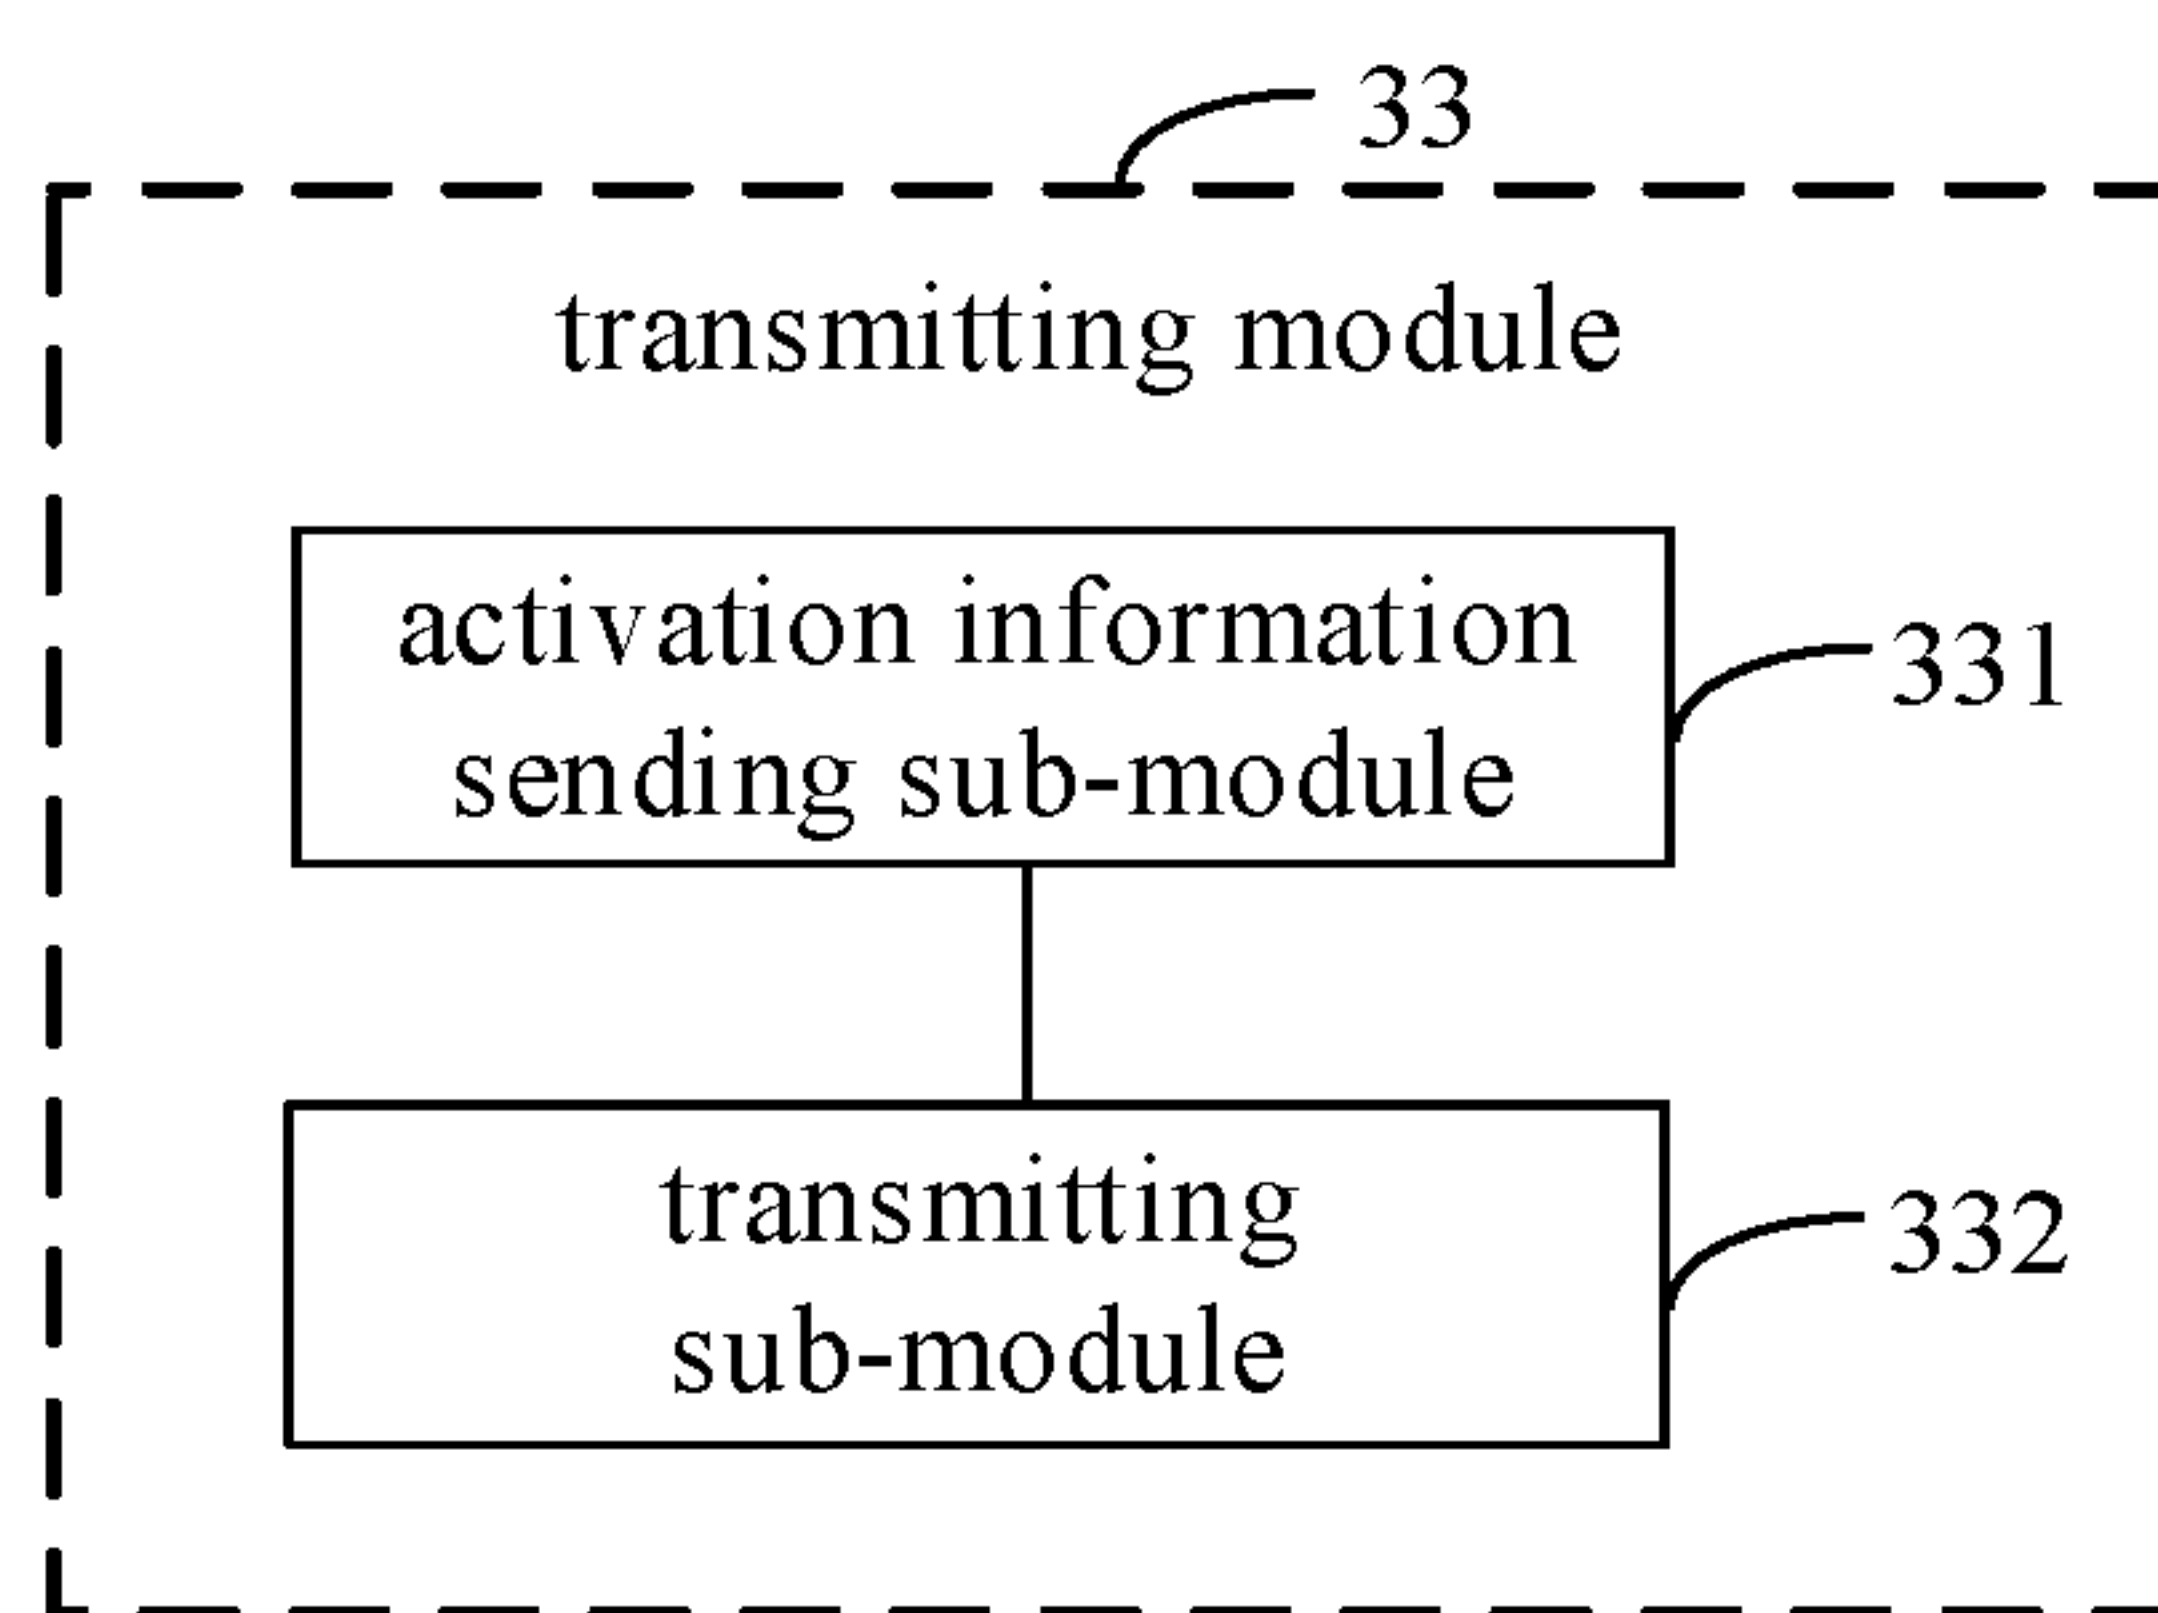 33
transmitting module
activation information
sending sub-module
331
transmitting
sub-module
332